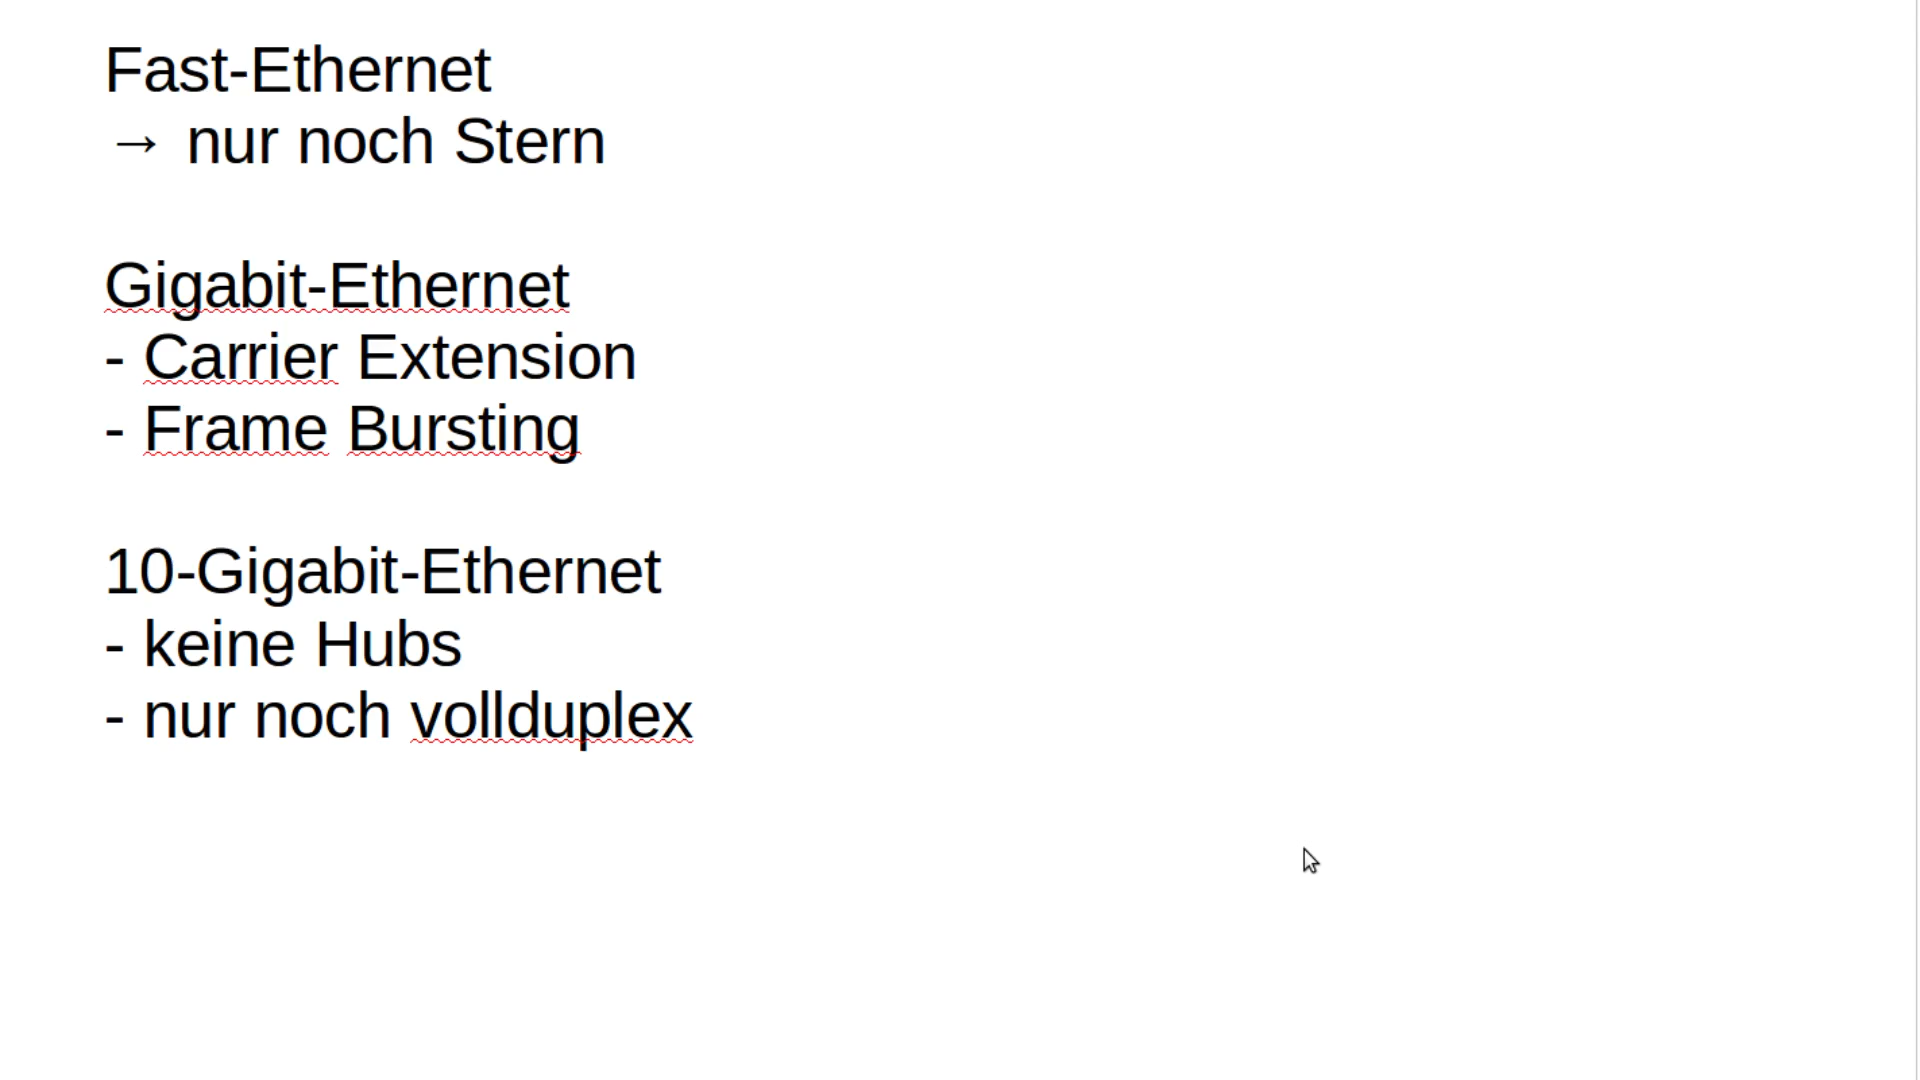 Fast-Ethernet
→ nur noch Stern
Gigabit-Ethernet
- Carrier Extension
- Frame Bursting
10-Gigabit-Ethernet
- keine Hubs
- nur noch vollduplex